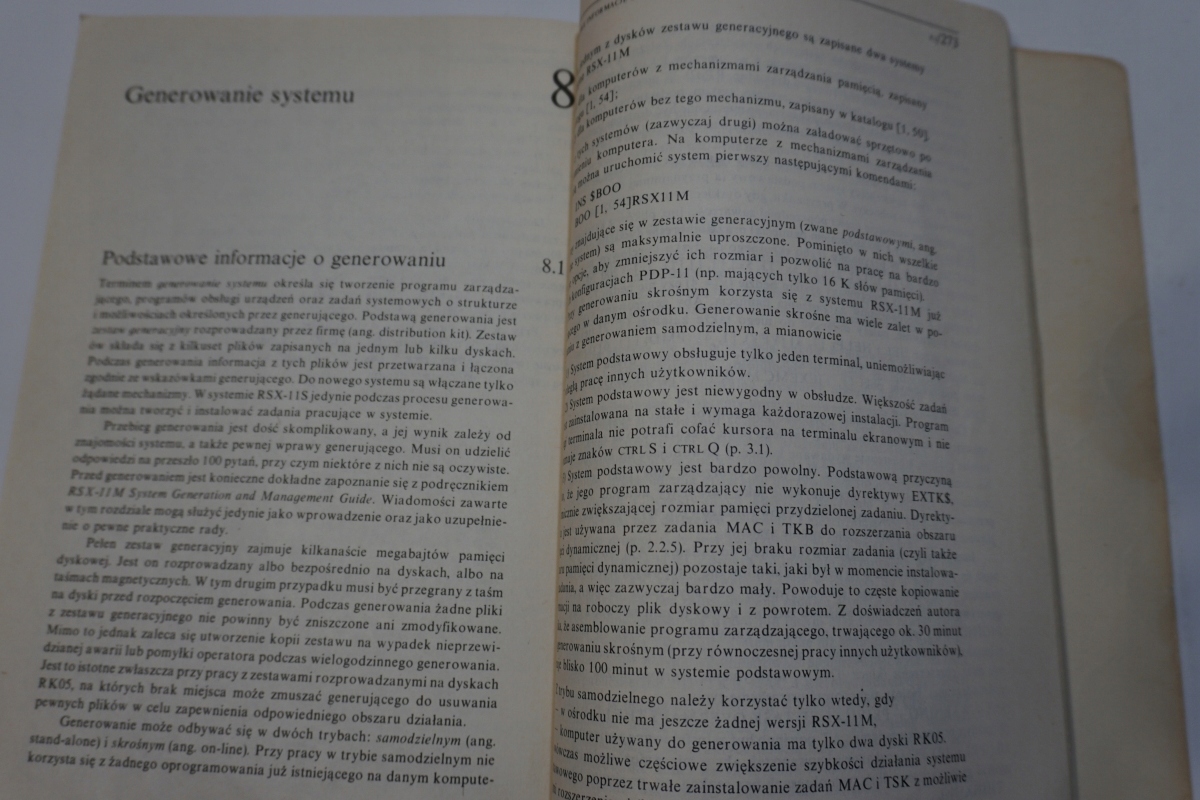 Generowanie systemu
8
Podstawowe informacje o generowaniu
8.1
Terminem generowanie systemu określa się tworzenie programu zarządza-
jącego, programów obsługi urządzeń oraz zadań systemowych o strukturze
i możliwościach określonych przez generującego. Podstawą generowania jest
zestaw generacyjny rozprowadzany przez firmę (ang. distribution kit). Zestaw
ów składa się z kilkuset plików zapisanych na jednym lub kilku dyskach.
Podczas generowania informacja z tych plików jest przetwarzana i łączona
zgodnie ze wskazówkami generującego. Do nowego systemu są włączane tylko
żądane mechanizmy. W systemie RSX-11S jedynie podczas procesu generowa-
nia można tworzyć i instalować zadania pracujące w systemie.
Przebieg generowania jest dość skomplikowany, a jej wynik zależy od
znajomości systemu, a także pewnej wprawy generującego. Musi on udzielić
odpowiedzi na przeszło 100 pytań, przy czym niektóre z nich nie są oczywiste.
Przed generowaniem jest konieczne dokładne zapoznanie się z podręcznikiem
RSX-11M System Generation and Management Guide. Wiadomości zawarte
w tym rozdziale mogą służyć jedynie jako wprowadzenie oraz jako uzupełnie-
nie o pewne praktyczne rady.
Pełen zestaw generacyjny zajmuje kilkanaście megabajtów pamięci
dyskowej. Jest on rozprowadzany albo bezpośrednio na dyskach, albo na
taśmach magnetycznych. W tym drugim przypadku musi być przegrany z taśm
na dyski przed rozpoczęciem generowania. Podczas generowania żadne pliki
z zestawu generacyjnego nie powinny być zniszczone ani zmodyfikowane.
Mimo to jednak zaleca się utworzenie kopii zestawu na wypadek nieprzewi-
dzianej awarii lub pomyłki operatora podczas wielogodzinnego generowania.
Jest to istotne zwłaszcza przy pracy z zestawami rozprowadzanymi na dyskach
RK05, na których brak miejsca może zmuszać generującego do usuwania
pewnych plików w celu zapewnienia odpowiedniego obszaru działania.
Generowanie może odbywać się w dwóch trybach: samodzielnym (ang.
stand-alone) i skrośnym (ang. on-line). Przy pracy w trybie samodzielnym nie
korzysta się z żadnego oprogramowania już istniejącego na danym kompute-
/273
z dysków zestawu generacyjnego są zapisane dwa systemy
RSX-11M
komputerów z mechanizmami zarządzania pamięcią, zapisany
[1, 54];
komputerów bez tego mechanizmu, zapisany w katalogu [1, 50].
systemów (zazwyczaj drugi) można załadować sprzętowo po
komputera. Na komputerze z mechanizmami zarządzania
można uruchomić system pierwszy następującymi komendami:
INS $BOO
BOO [1, 54]RSX11M
znajdujące się w zestawie generacyjnym (zwane podstawowymi, ang.
system) są maksymalnie uproszczone. Pominięto w nich wszelkie
opcje, aby zmniejszyć ich rozmiar i pozwolić na pracę na bardzo
konfiguracjach PDP-11 (np. mających tylko 16 K słów pamięci).
generowaniu skrośnym korzysta się z systemu RSX-11M już
w danym ośrodku. Generowanie skrośne ma wiele zalet w po-
z generowaniem samodzielnym, a mianowicie
System podstawowy obsługuje tylko jeden terminal, uniemożliwiając
pracę innych użytkowników.
System podstawowy jest niewygodny w obsłudze. Większość zadań
zainstalowana na stałe i wymaga każdorazowej instalacji. Program
terminala nie potrafi cofać kursora na terminalu ekranowym i nie
znaków CTRL S i CTRL Q (p. 3.1).
System podstawowy jest bardzo powolny. Podstawową przyczyną
że jego program zarządzający nie wykonuje dyrektywy EXTK$,
zwiększającej rozmiar pamięci przydzielonej zadaniu. Dyrekty-
jest używana przez zadania MAC i TKB do rozszerzania obszaru
dynamicznej (p. 2.2.5). Przy jej braku rozmiar zadania (czyli także
pamięci dynamicznej) pozostaje taki, jaki był w momencie instalowa-
a więc zazwyczaj bardzo mały. Powoduje to częste kopiowanie
na roboczy plik dyskowy i z powrotem. Z doświadczeń autora
że asemblowanie programu zarządzającego, trwającego ok. 30 minut
generowaniu skrośnym (przy równoczesnej pracy innych użytkowników),
blisko 100 minut w systemie podstawowym.
trybu samodzielnego należy korzystać tylko wtedy, gdy
– w ośrodku nie ma jeszcze żadnej wersji RSX-11M,
– komputer używany do generowania ma tylko dwa dyski RK05.
możliwe częściowe zwiększenie szybkości działania systemu
poprzez trwałe zainstalowanie zadań MAC i TSK z możliwie